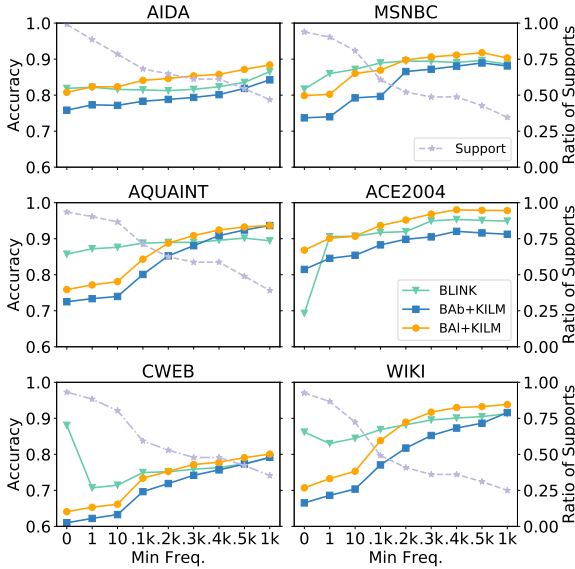 AIDA
MSNBC
1.0
0.9
0.8
0.7
0.6
Accuracy
1.00
0.75
0.50
0.25
0.00
Ratio of Supports
Support
AQUAINT
ACE2004
1.0
0.9
0.8
0.7
0.6
Accuracy
1.00
0.75
0.50
0.25
0.00
Ratio of Supports
BLINK
BAb+KILM
BAl+KILM
CWEB
WIKI
1.0
0.9
0.8
0.7
0.6
Accuracy
1.00
0.75
0.50
0.25
0.00
Ratio of Supports
0 1 10 .1k .2k .3k .4k .5k 1k
0 1 10 .1k .2k .3k .4k .5k 1k
Min Freq.
Min Freq.